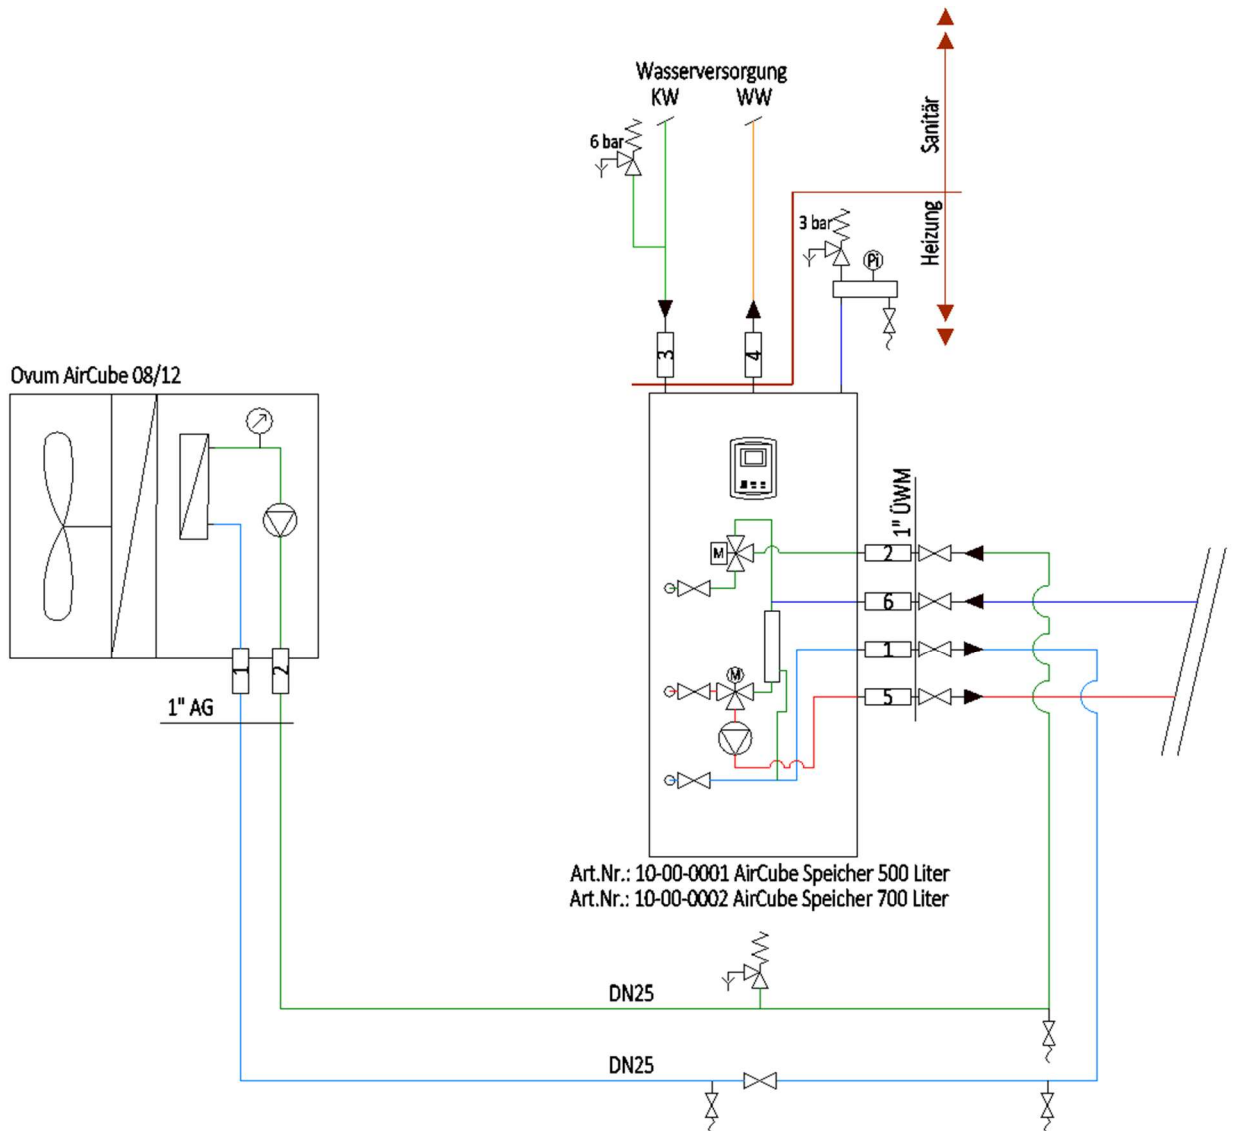 Wasserversorgung
KW
WW
6 bar
Sanitär
Heizung
3 bar
Pi
3
4
Ovum AirCube 08/12
1" ÜWM
M
2
6
1
5
M
1
2
1" AG
Art.Nr.: 10-00-0001 AirCube Speicher 500 Liter
Art.Nr.: 10-00-0002 AirCube Speicher 700 Liter
DN25
DN25